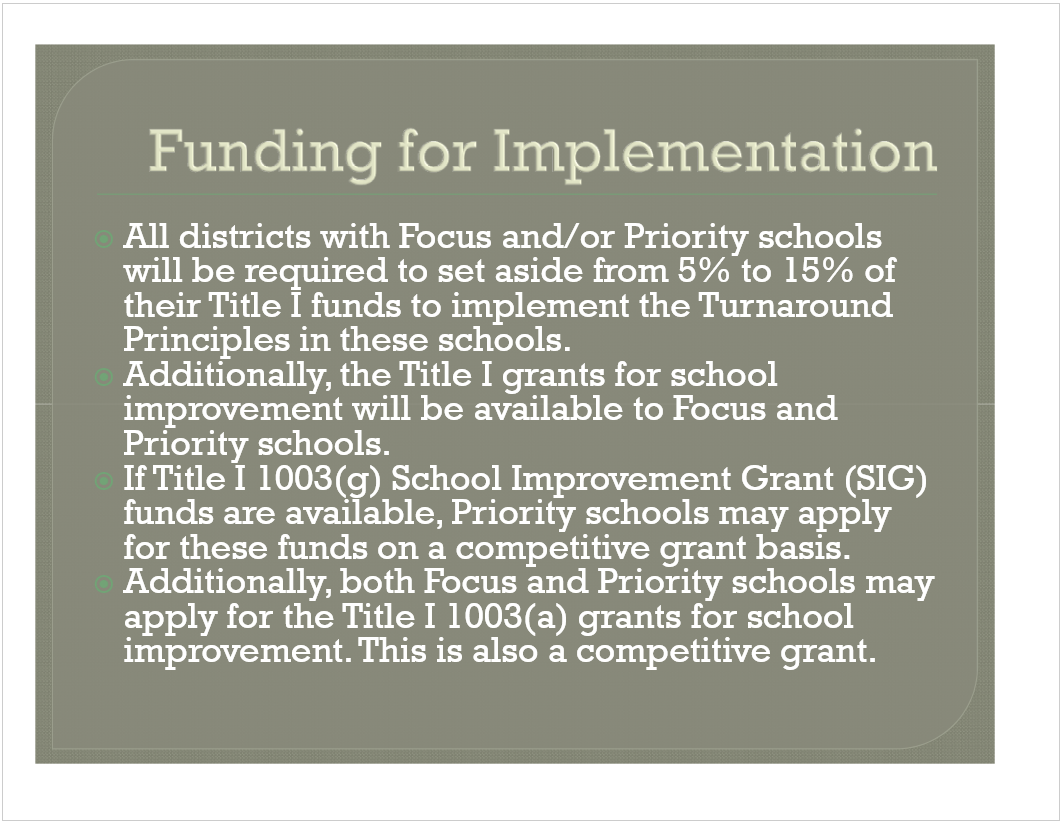 Funding for Implementation
All districts with Focus and/or Priority schools
will be required to set aside from 5% to 15% of
their Title I funds to implement the Turnaround
Principles in these schools.
Additionally, the Title I grants for school
improvement will be available to Focus and
Priority schools.
If Title I 1003(g) School Improvement Grant (SIG)
funds are available, Priority schools may apply
for these funds on a competitive grant basis.
Additionally, both Focus and Priority schools may
apply for the Title I 1003(a) grants for school
improvement. This is also a competitive grant.